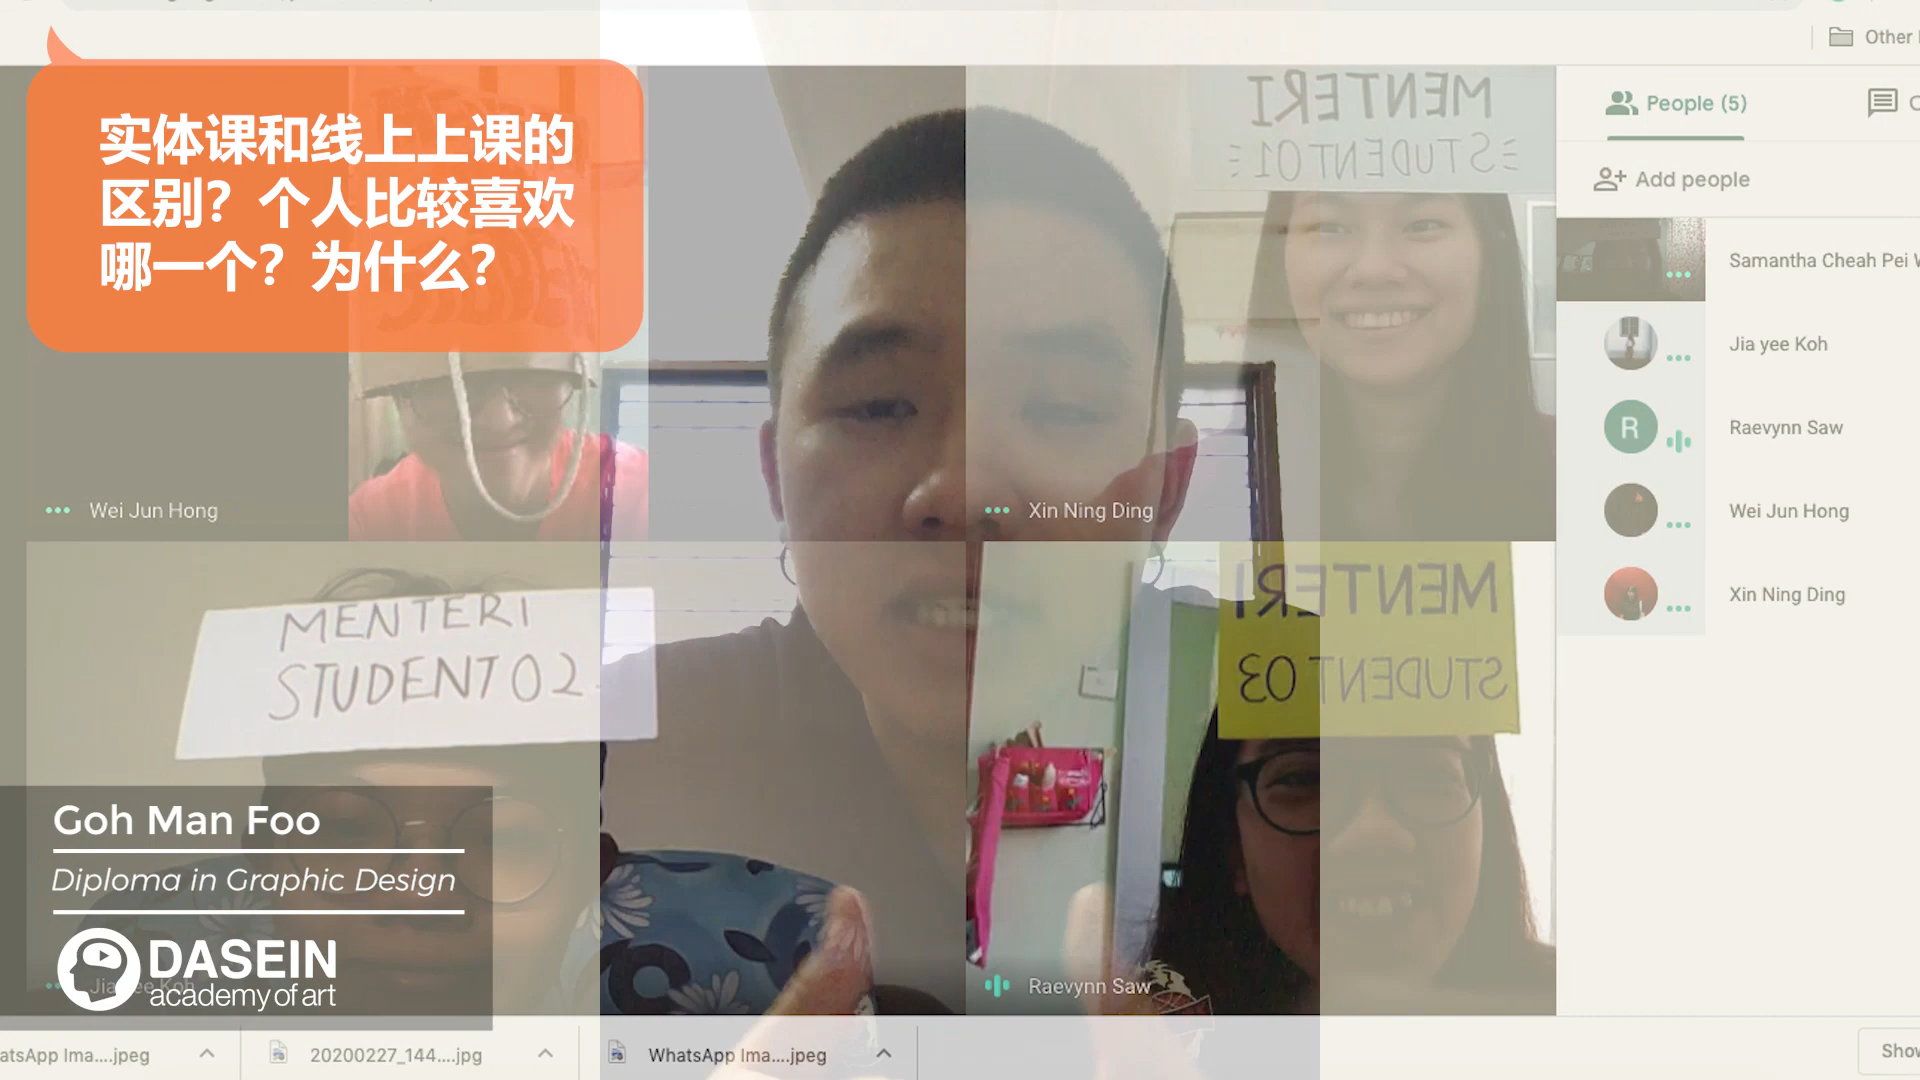 Other
实体课和线上上课的
区别？个人比较喜欢
哪一个？为什么？
MENTERI
STUDENT 01
People (5)
Add people
Samantha Cheah Pei
Jia yee Koh
Raevynn Saw
Wei Jun Hong
Xin Ning Ding
R
Wei Jun Hong
Xin Ning Ding
MENTERI
STUDENT 02
MENTERI
STUDENT 03
Goh Man Foo
Diploma in Graphic Design
DASEIN
academy of art
Jia yee Koh
Raevynn Saw
atsApp Ima....jpeg
20200227_144....jpg
WhatsApp Ima....jpeg
Show